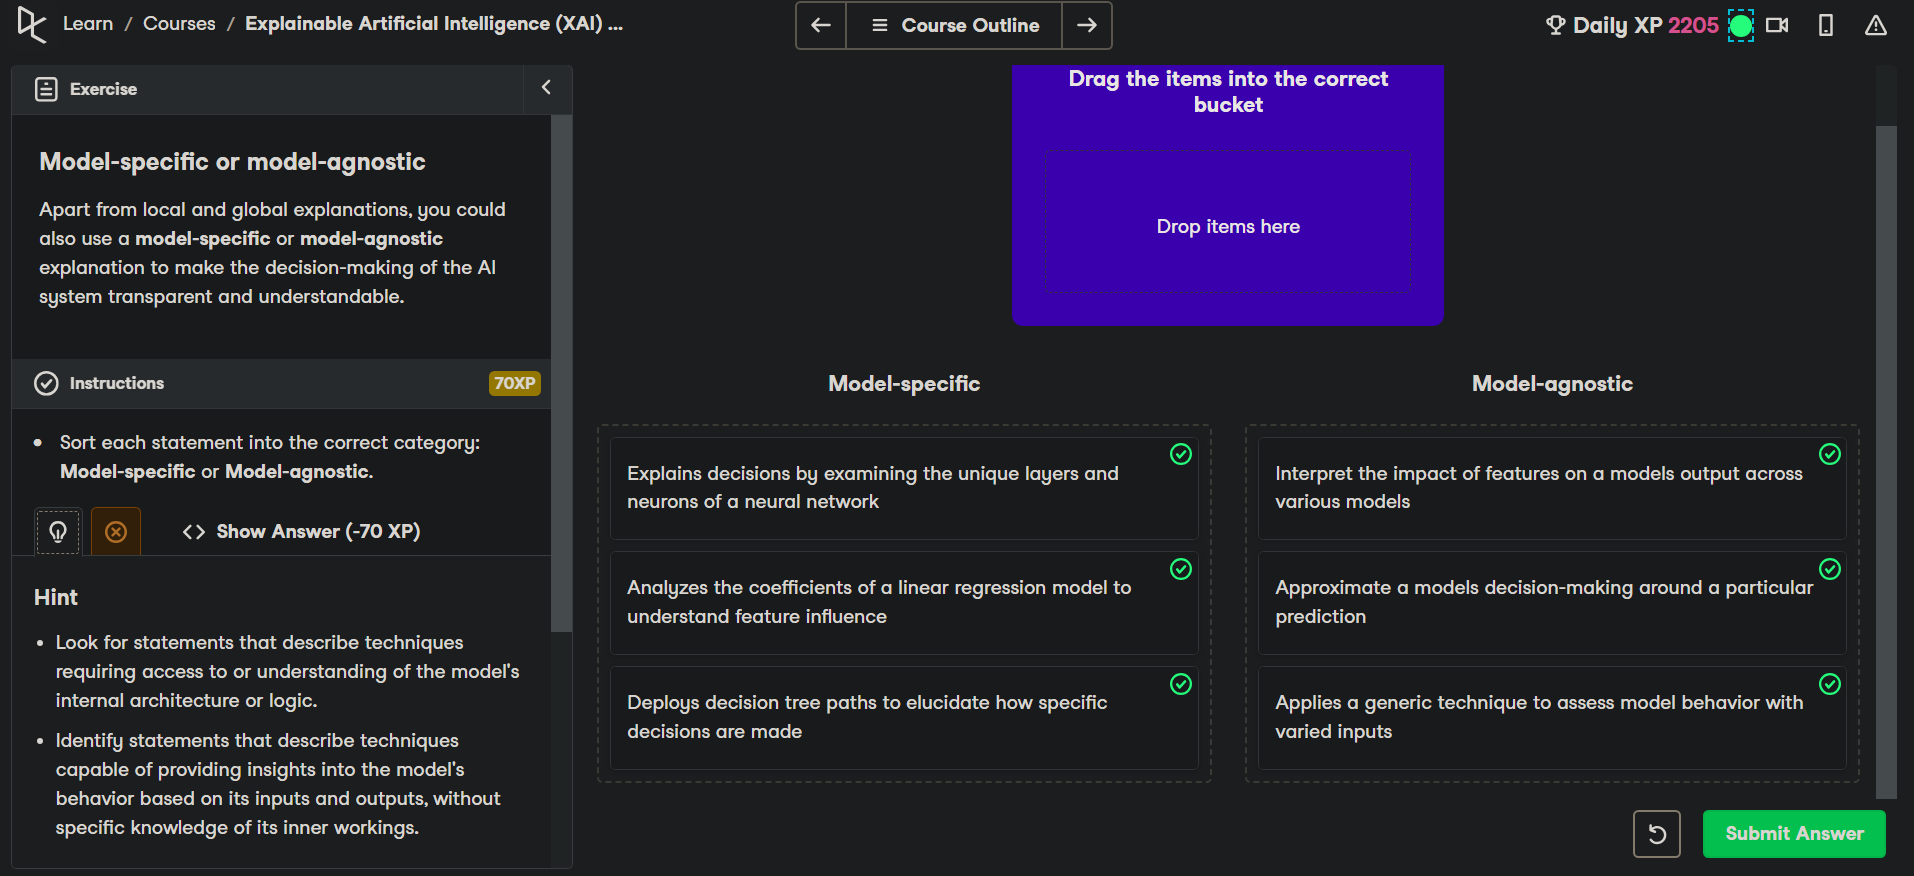 Learn / Courses / Explainable Artificial Intelligence (XAI) ...
Course Outline
Daily XP 2205
Exercise
Model-specific or model-agnostic
Apart from local and global explanations, you could
also use a model-specific or model-agnostic
explanation to make the decision-making of the AI
system transparent and understandable.
Instructions
70XP
• Sort each statement into the correct category:
Model-specific or Model-agnostic.
Show Answer (-70 XP)
Hint
• Look for statements that describe techniques
requiring access to or understanding of the model's
internal architecture or logic.
• Identify statements that describe techniques
capable of providing insights into the model's
behavior based on its inputs and outputs, without
specific knowledge of its inner workings.
Drag the items into the correct
bucket
Drop items here
Model-specific
Explains decisions by examining the unique layers and
neurons of a neural network
Analyzes the coefficients of a linear regression model to
understand feature influence
Deploys decision tree paths to elucidate how specific
decisions are made
Model-agnostic
Interpret the impact of features on a models output across
various models
Approximate a models decision-making around a particular
prediction
Applies a generic technique to assess model behavior with
varied inputs
Submit Answer